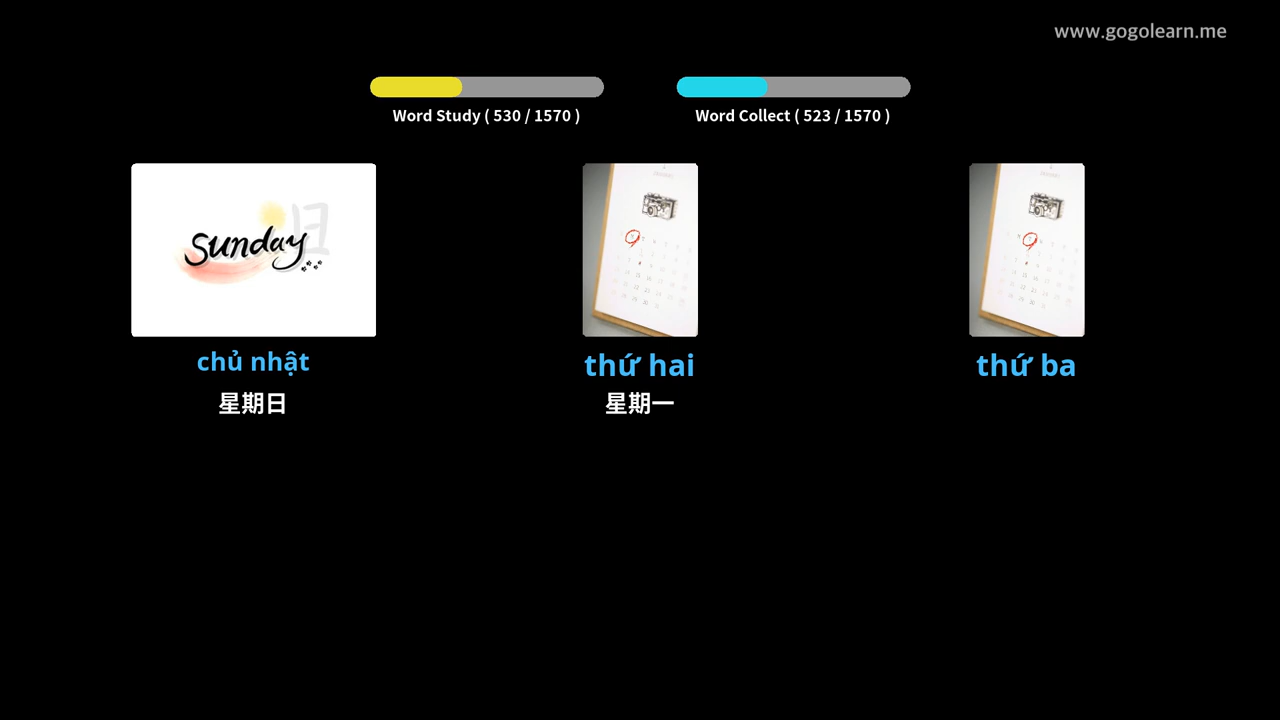 www.gogolearn.me
Word Study ( 530 / 1570 )
Word Collect ( 523 / 1570 )
Sunday
日
chủ nhật
thứ hai
thứ ba
星期日
星期一